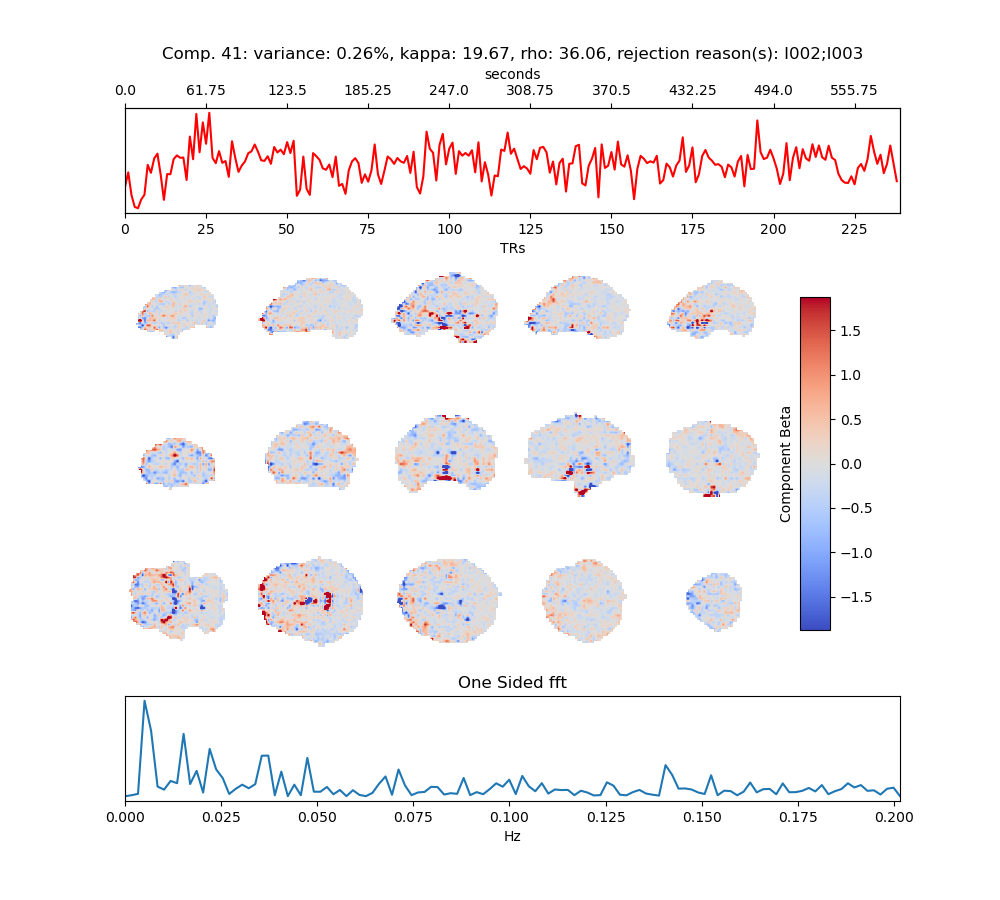 Comp. 41: variance: 0.26%, kappa: 19.67, rho: 36.06, rejection reason(s): I002;I003
seconds
0.0 61.75 123.5 185.25 247.0 308.75 370.5 432.25 494.0 555.75
0 25 50 75 100 125 150 175 200 225
TRs
1.5
1.0
0.5
0.0
−0.5
−1.0
−1.5
Component Beta
One Sided fft
0.000 0.025 0.050 0.075 0.100 0.125 0.150 0.175 0.200
Hz